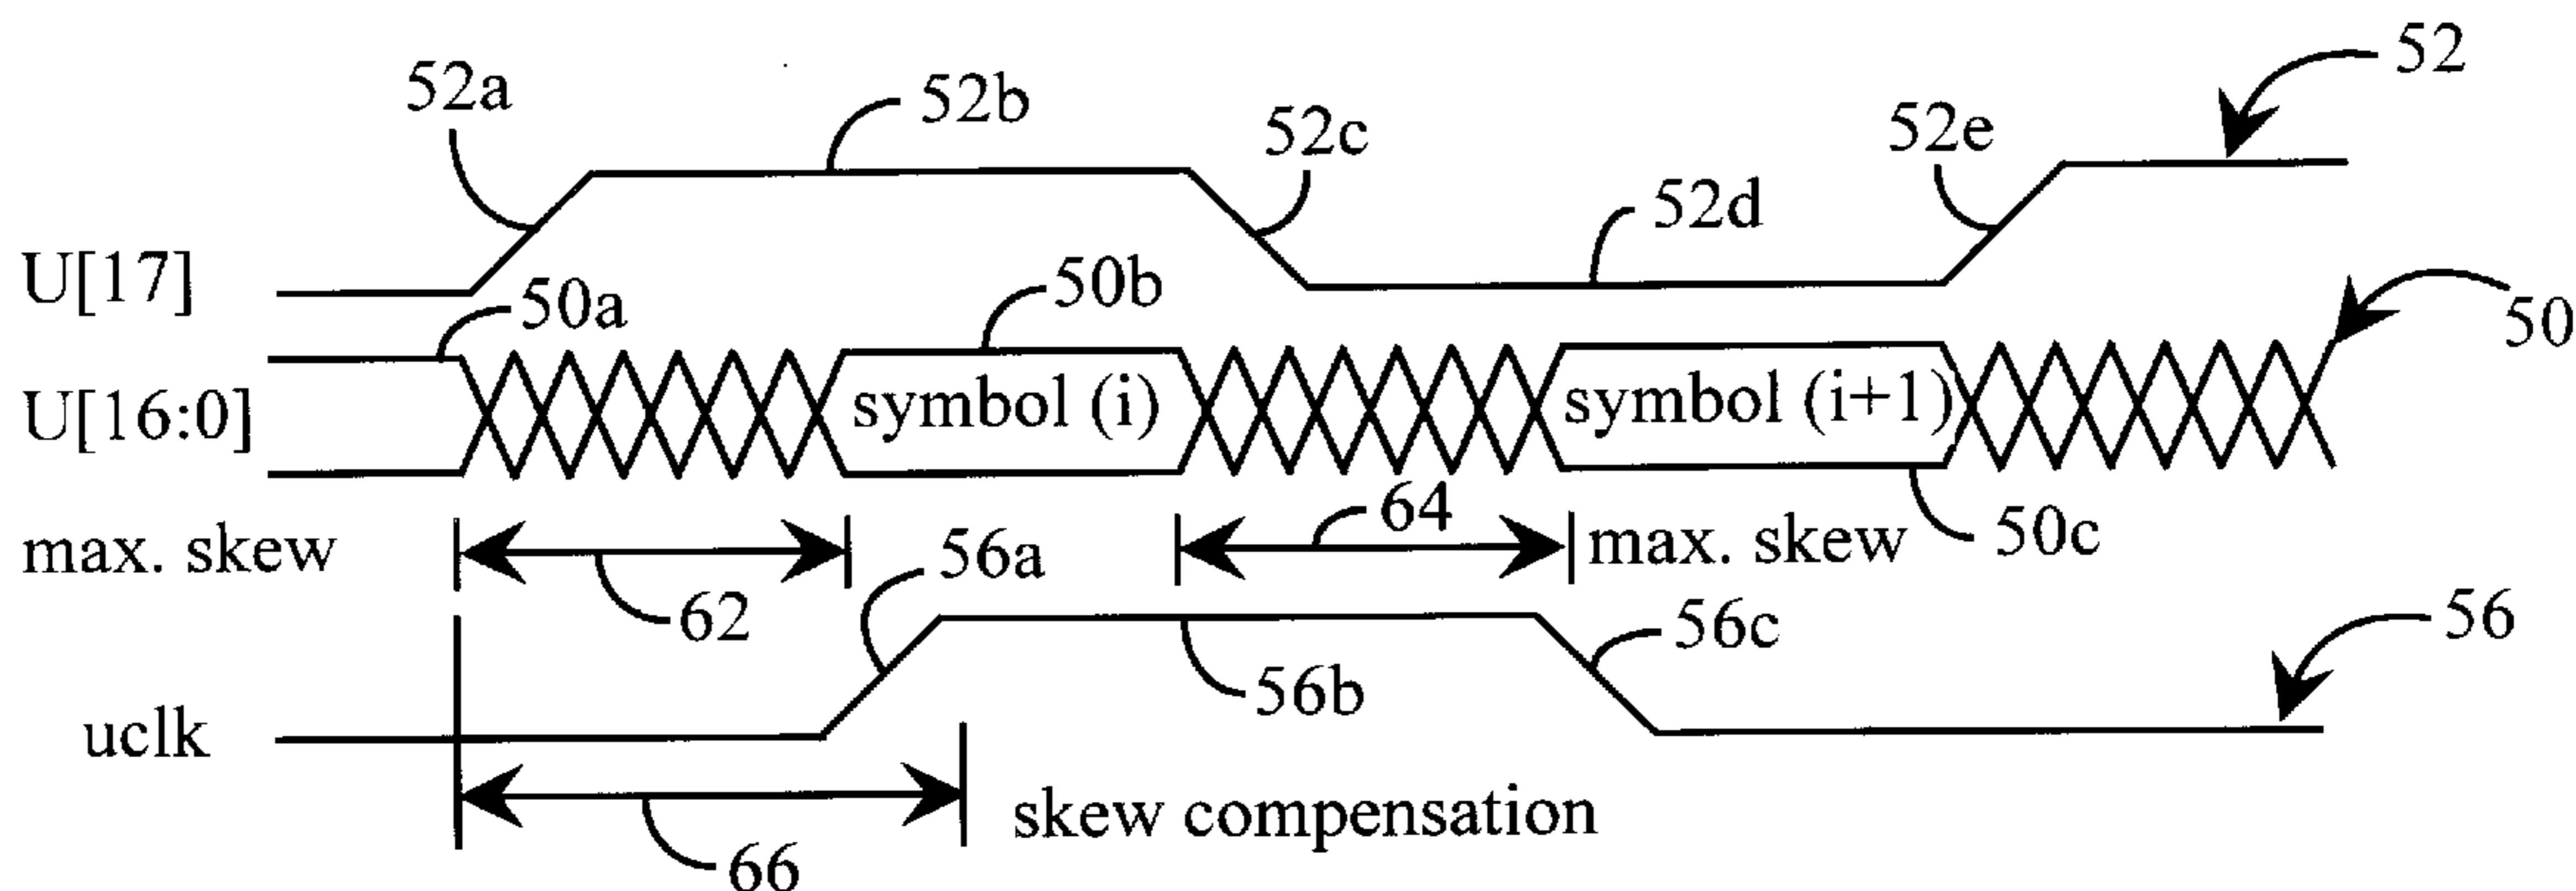 52
52a
52b
52c
52e
52d
U[17]
50a
50b
50
U[16:0]
symbol (i)
symbol (i+1)
64
max. skew
56a
max. skew
50c
62
56c
56
56b
uclk
skew compensation
66